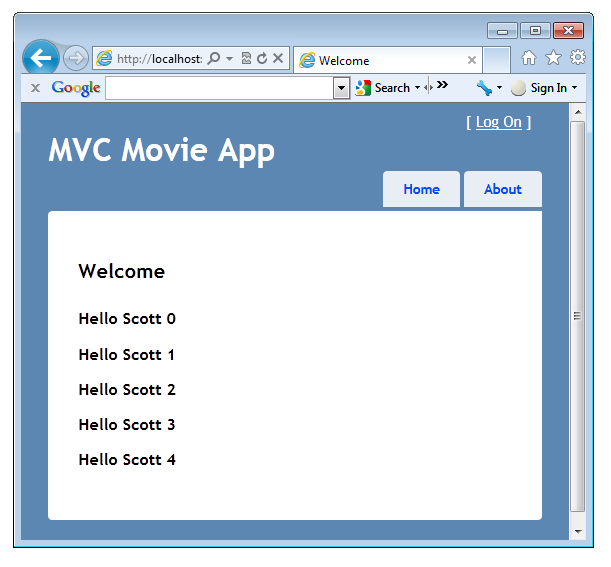 http://localhost:
Welcome
Google
Search
Sign In
[ Log On ]
MVC Movie App
Home
About
Welcome
Hello Scott 0
Hello Scott 1
Hello Scott 2
Hello Scott 3
Hello Scott 4